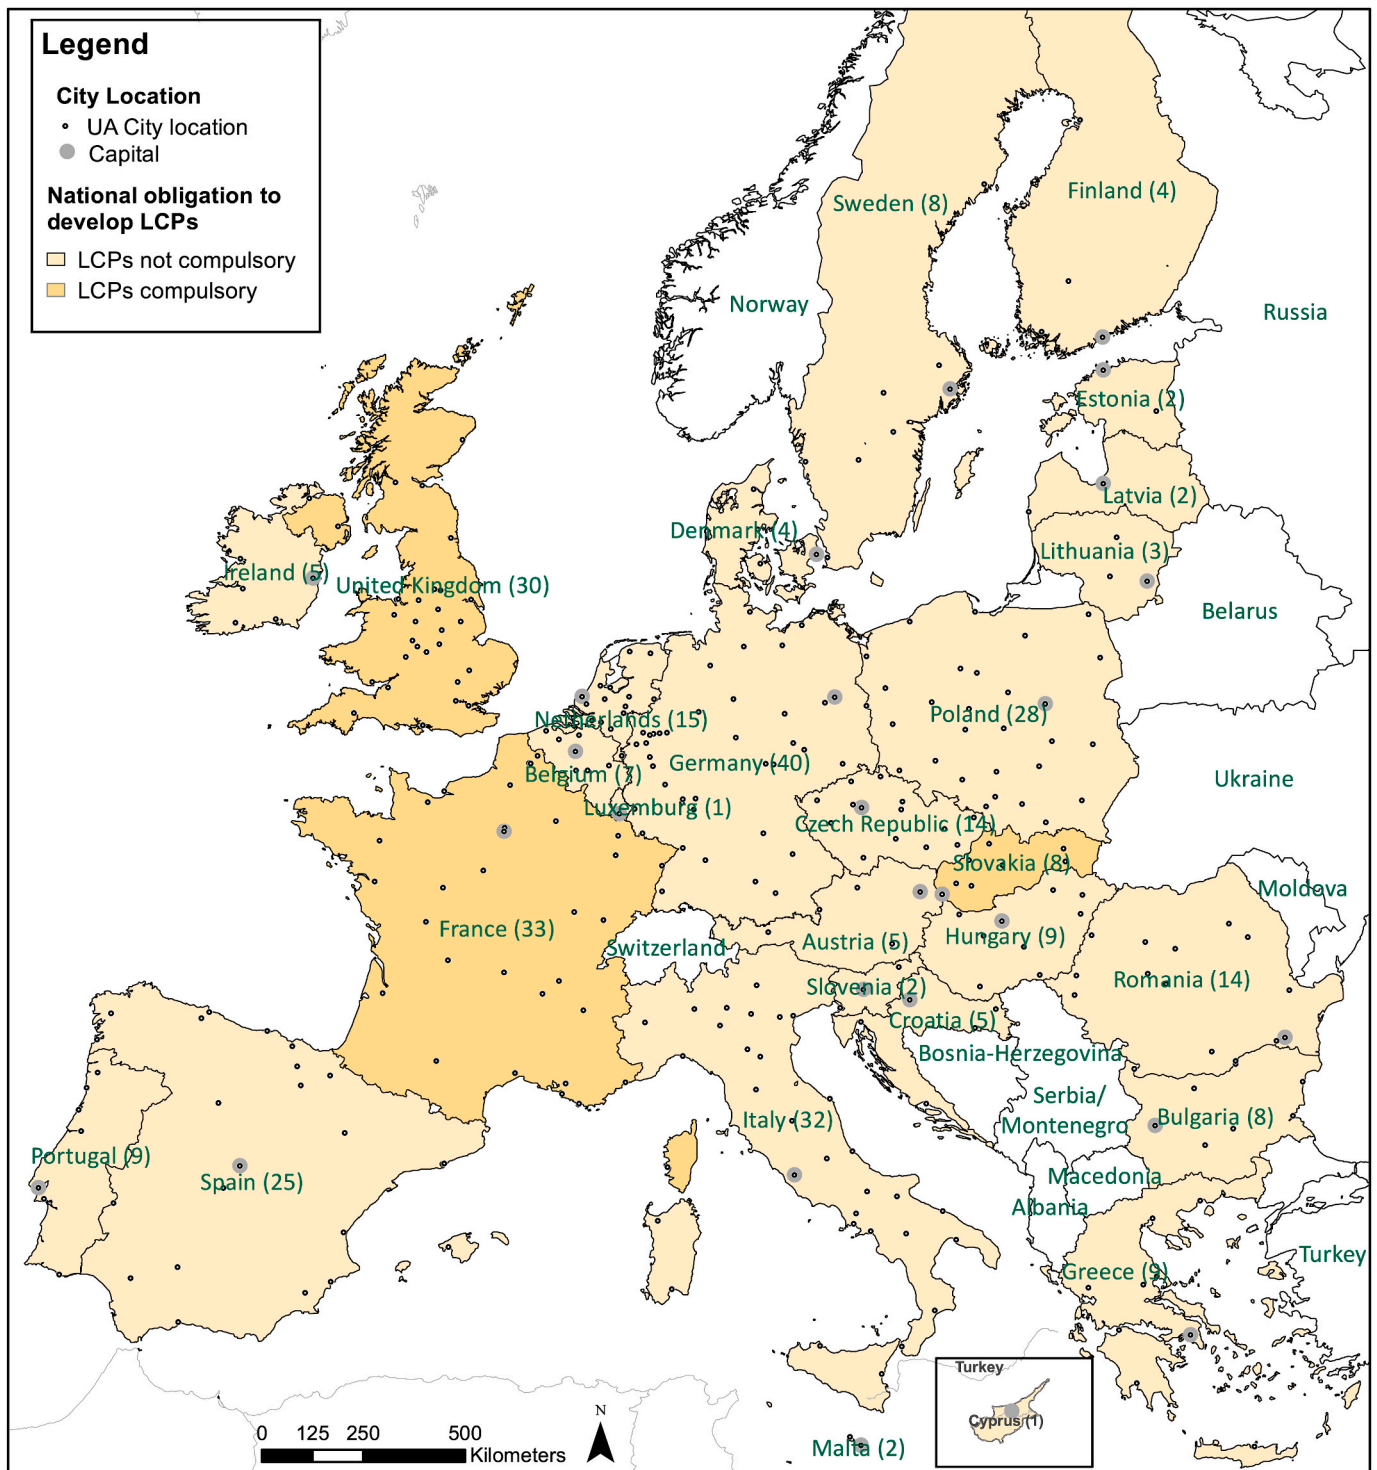 Legend
City Location
UA City location
Capital
National obligation to
develop LCPs
LCPs not compulsory
LCPs compulsory
Sweden (8)
Finland (4)
Norway
Russia
Estonia (2)
Latvia (2)
Denmark (4)
Lithuania (3)
Ireland (5)
United Kingdom (30)
Belarus
Netherlands (15)
Poland (28)
Germany (40)
Belgium (7)
Ukraine
Luxemburg (1)
Czech Republic (14)
Slovakia (8)
Moldova
France (33)
Switzerland
Austria (5)
Hungary (9)
Romania (14)
Slovenia (2)
Croatia (5)
Bosnia-Herzegovina
Serbia/
Montenegro
Italy (32)
Bulgaria (8)
Portugal (9)
Spain (25)
Macedonia
Albania
Turkey
Greece (9)
Turkey
Cyprus (1)
Malta (2)
N
0 125 250 500
Kilometers